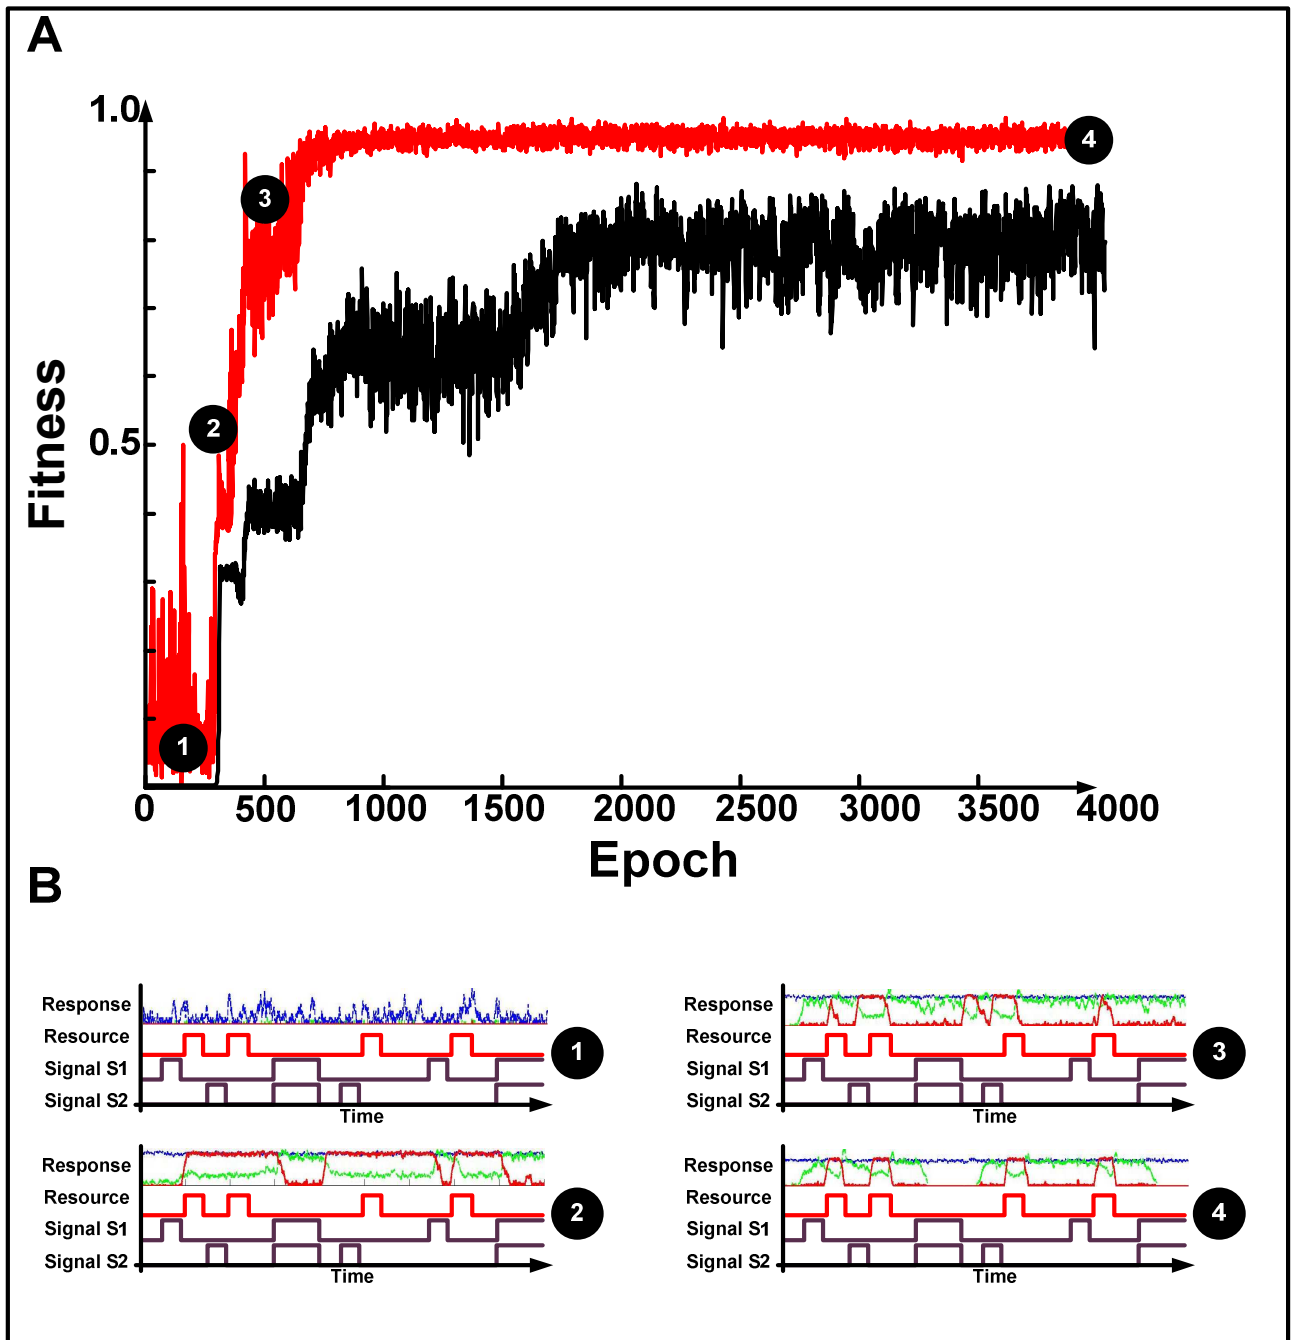 A
1.0
3
4
Fitness
2
0.5
1
0 500 1000 1500 2000 2500 3000 3500 4000
Epoch
B
Response
Resource
Signal S1
Signal S2
Time
1
Response
Resource
Signal S1
Signal S2
Time
3
Response
Resource
Signal S1
Signal S2
Time
2
Response
Resource
Signal S1
Signal S2
Time
4